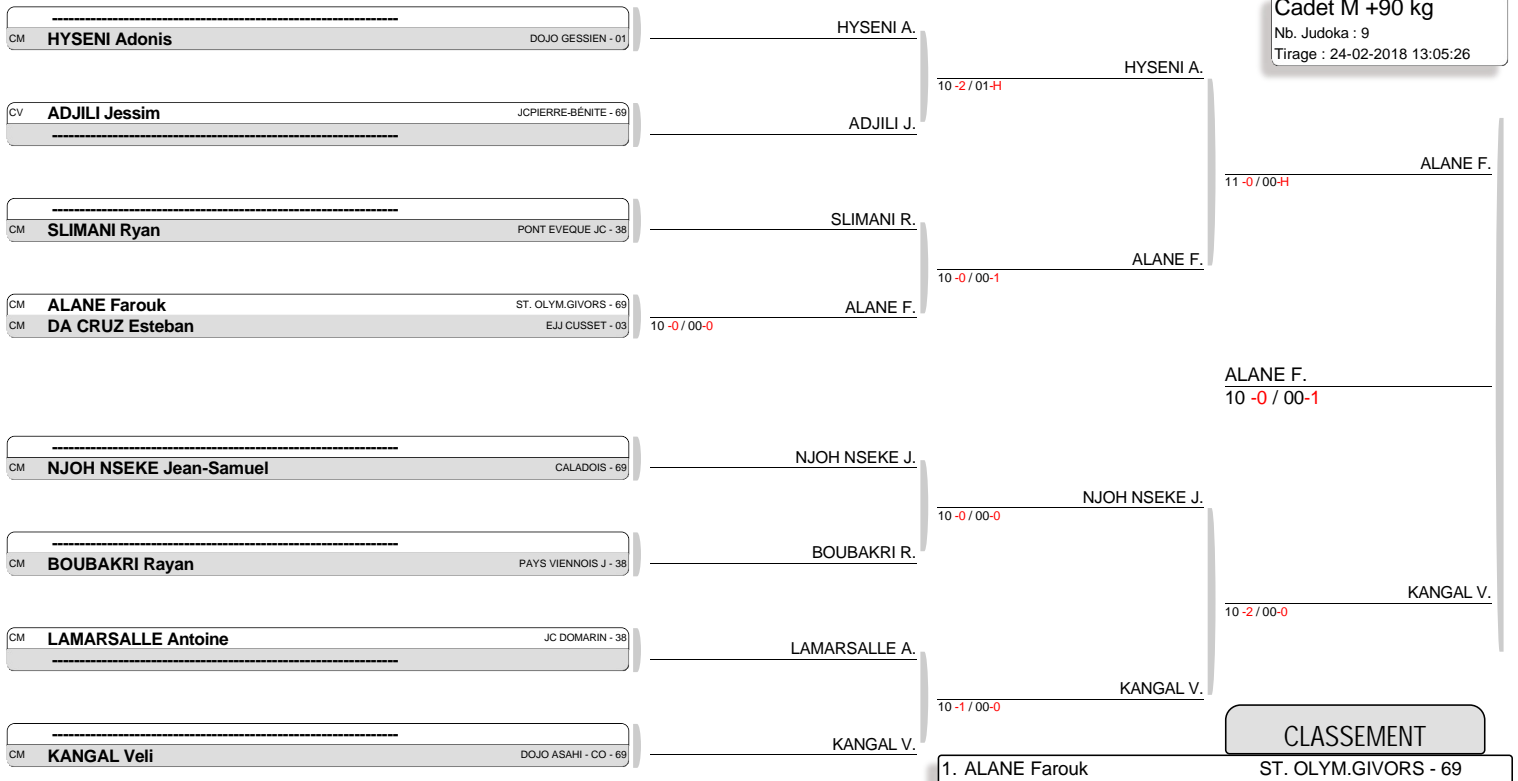 Cadet M +90 kg
Nb. Judoka : 9
Tirage : 24-02-2018 13:05:26
----------------------------------------------------------------
CM HYSENI Adonis DOJO GESSIEN - 01
CV ADJILI Jessim JCPIERRE-BÉNITE - 69
----------------------------------------------------------------
----------------------------------------------------------------
CM SLIMANI Ryan PONT EVEQUE JC - 38
CM ALANE Farouk ST. OLYM.GIVORS - 69
CM DA CRUZ Esteban EJJ CUSSET - 03
----------------------------------------------------------------
CM NJOH NSEKE Jean-Samuel CALADOIS - 69
----------------------------------------------------------------
CM BOUBAKRI Rayan PAYS VIENNOIS J - 38
CM LAMARSALLE Antoine JC DOMARIN - 38
----------------------------------------------------------------
----------------------------------------------------------------
CM KANGAL Veli DOJO ASAHI - CO - 69
HYSENI A.
ADJILI J.
SLIMANI R.
ALANE F.
10 -0 / 00-0
NJOH NSEKE J.
BOUBAKRI R.
LAMARSALLE A.
KANGAL V.
HYSENI A.
10 -2 / 01-H
ALANE F.
10 -0 / 00-1
NJOH NSEKE J.
10 -0 / 00-0
KANGAL V.
10 -1 / 00-0
ALANE F.
11 -0 / 00-H
ALANE F.
10 -0 / 00-1
KANGAL V.
10 -2 / 00-0
CLASSEMENT
1. ALANE Farouk ST. OLYM.GIVORS - 69